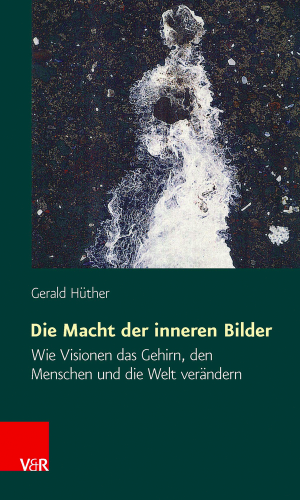 Gerald Hüther
Die Macht der inneren Bilder
Wie Visionen das Gehirn, den
Menschen und die Welt verändern
V&R